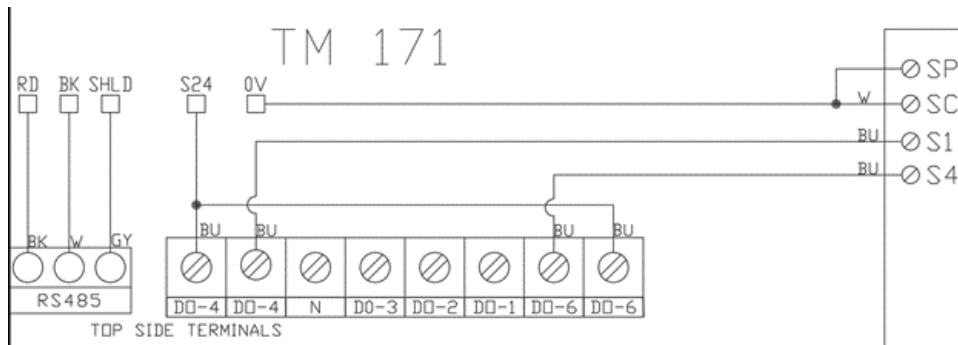 TM 171
RD BK SHLD S24 0V
SP
W SC
BU S1
BU S4
BU BU BU BU
BK W GY
DO-4 DO-4 N DO-3 DO-2 DO-1 DO-6 DO-6
RS485
TOP SIDE TERMINALS